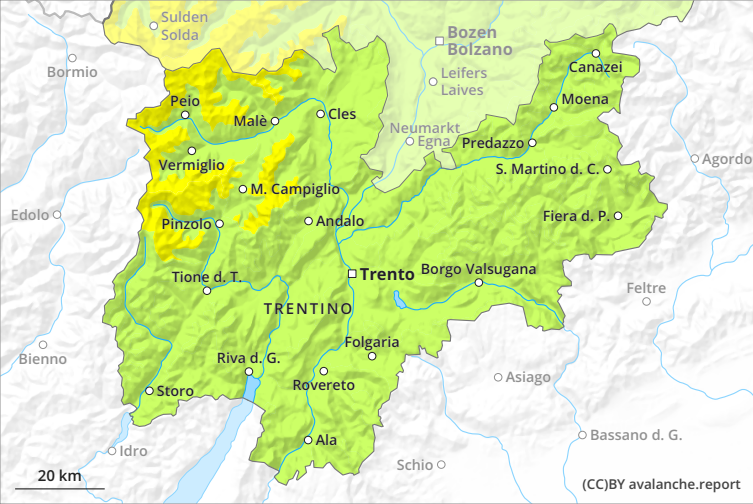 Sulden
Solda
Bozen
Bolzano
Bormio
Canazei
Leifers
Laives
Peio
Moena
Malè
Cles
Neumarkt
Egna
Predazzo
Vermiglio
Agordo
S. Martino d. C.
M. Campiglio
Edolo
Pinzolo
Andalo
Fiera d. P.
Trento
Borgo Valsugana
Tione d. T.
Feltre
TRENTINO
Folgaria
Bienno
Riva d. G.
Rovereto
Asiago
Storo
Ala
Bassano d. G.
Idro
Schio
20 km
(CC)BY avalanche.report